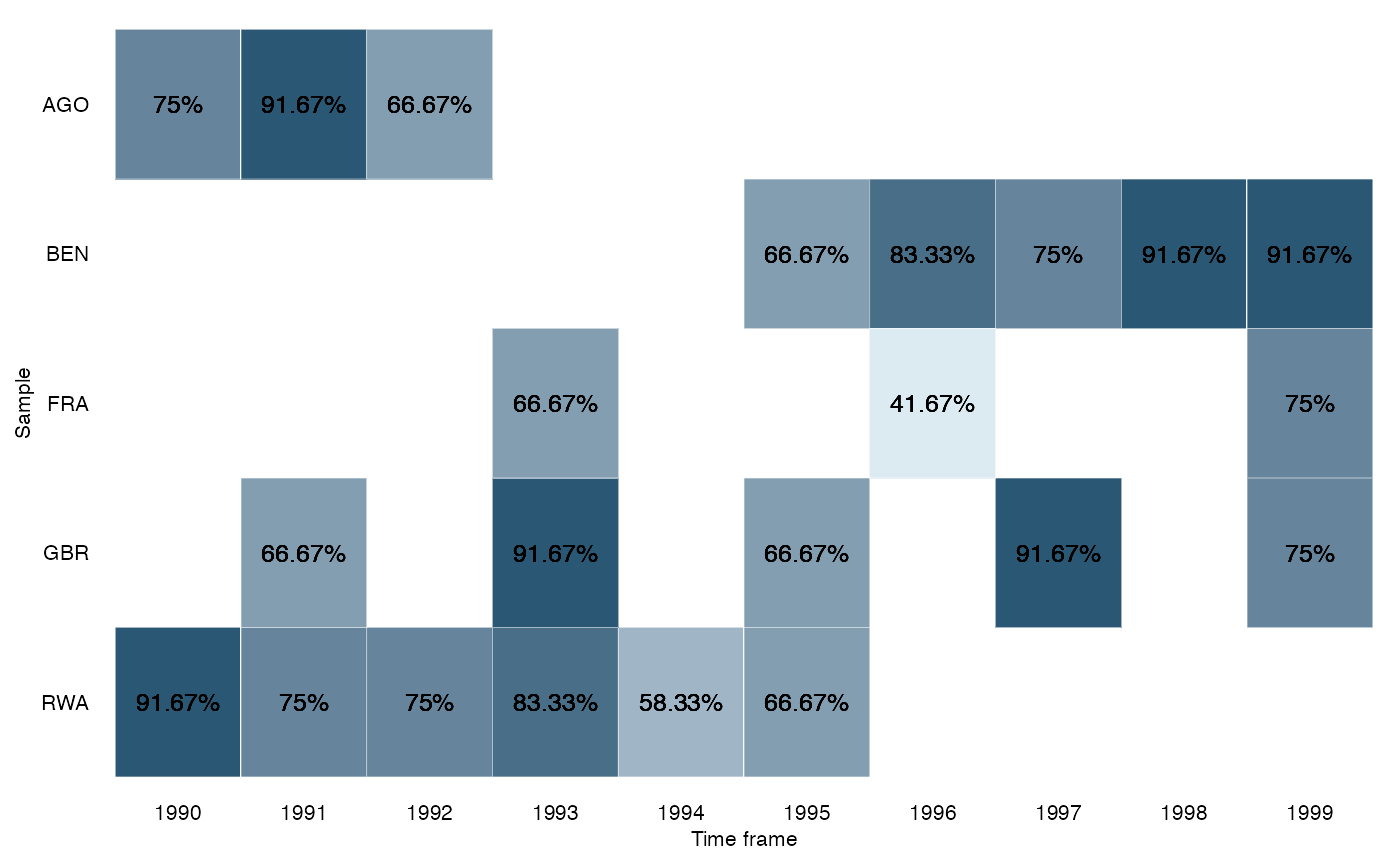 AGO 75% 91.67% 66.67%
BEN 66.67% 83.33% 75% 91.67% 91.67%
Sample
FRA 66.67% 41.67% 75%
GBR 66.67% 91.67% 66.67% 91.67% 75%
RWA 91.67% 75% 75% 83.33% 58.33% 66.67%
1990 1991 1992 1993 1994 1995 1996 1997 1998 1999
Time frame